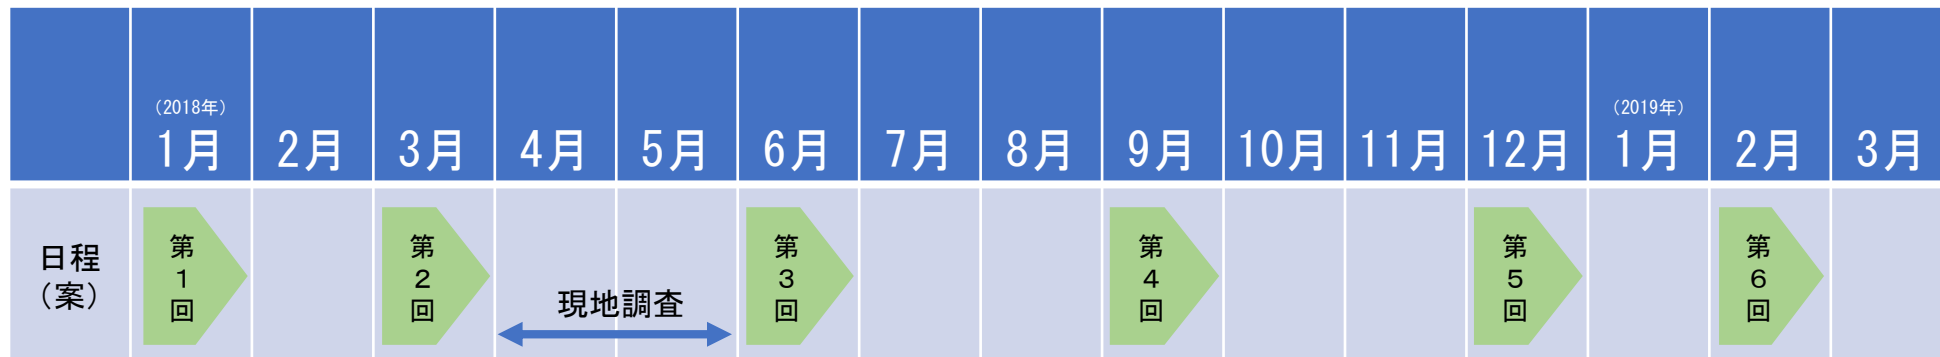 （2018年）
1月
2月
3月
4月
5月
6月
7月
8月
9月
10月
11月
12月
（2019年）
1月
2月
3月
日程
（案）
第1回
第2回
現地調査
第3回
第4回
第5回
第6回